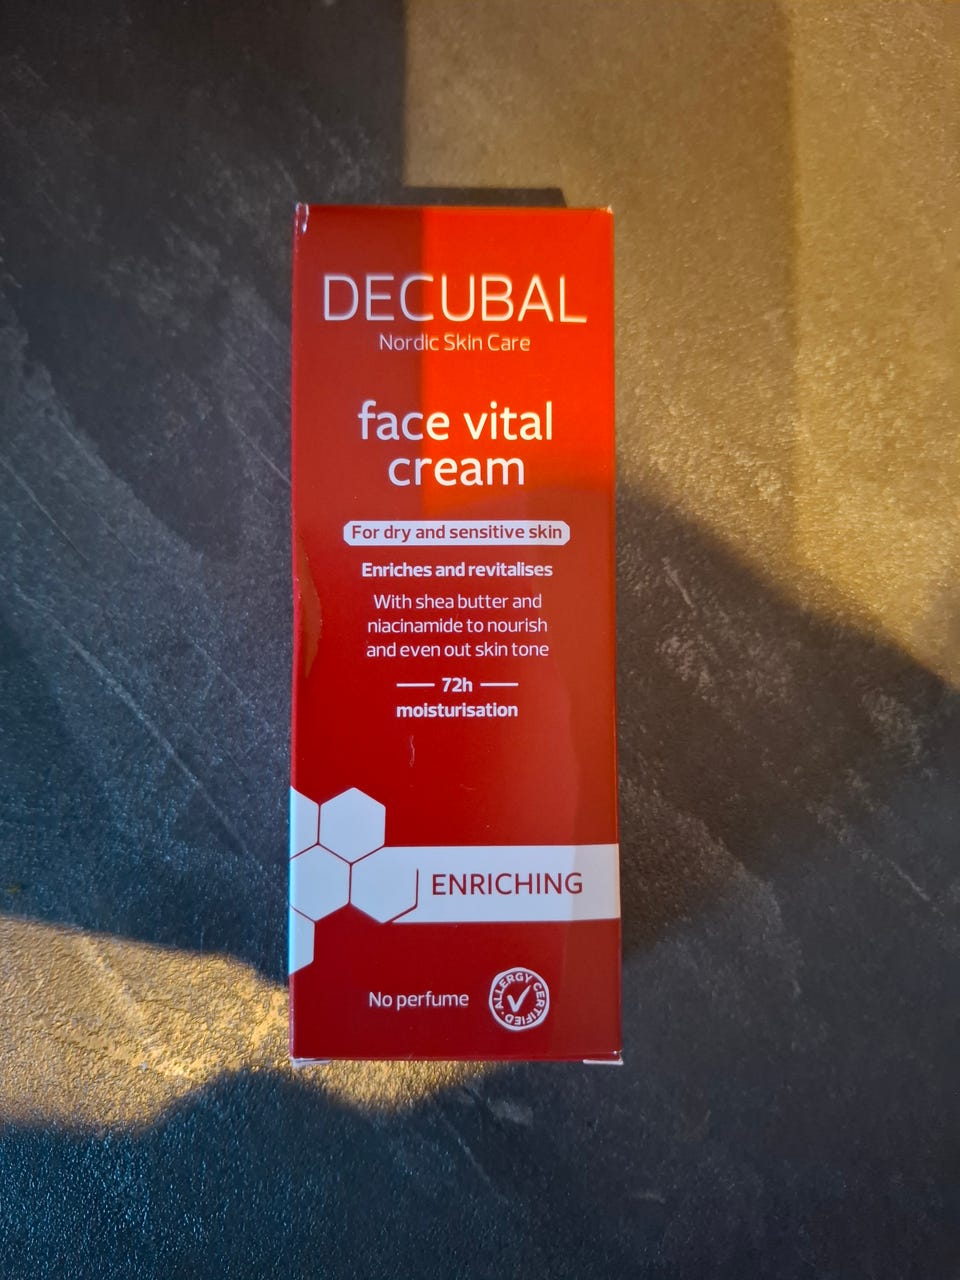 DECUBAL
Nordic Skin Care
face vital
cream
For dry and sensitive skin
Enriches and revitalises
With shea butter and
niacinamide to nourish
and even out skin tone
72h
moisturisation
ENRICHING
No perfume
ALLERGY CERTIFIED